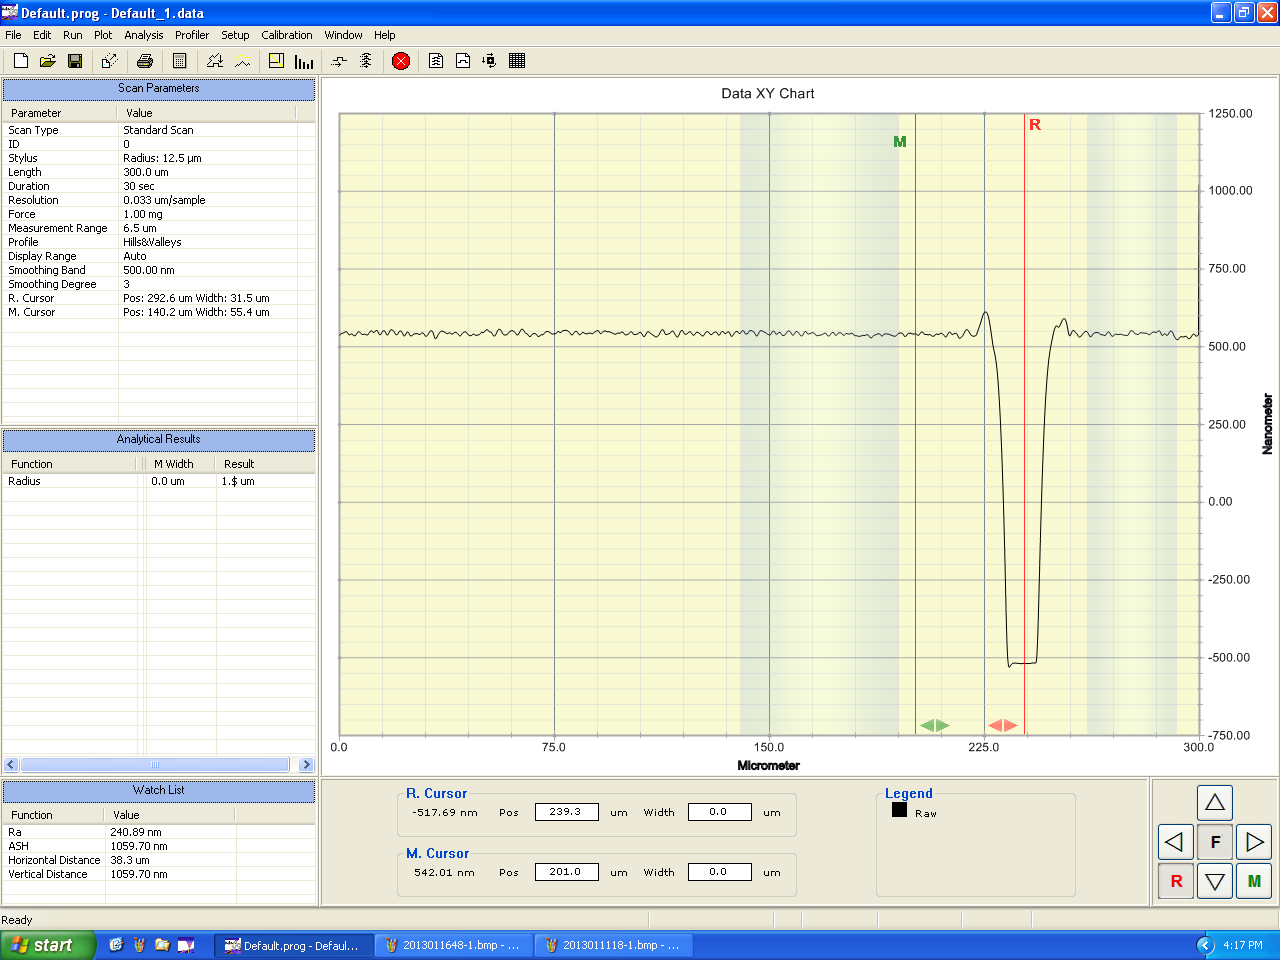 Default.prog - Default_1.data
File Edit Run Plot Analysis Profiler Setup Calibration Window Help
Scan Parameters
Parameter Value
Scan Type Standard Scan
ID 0
Stylus Radius: 12.5 µm
Length 300.0 um
Duration 30 sec
Resolution 0.033 um/sample
Force 1.00 mg
Measurement Range 6.5 um
Profile Hills&Valleys
Display Range Auto
Smoothing Band 500.00 nm
Smoothing Degree 3
R. Cursor Pos: 292.6 um Width: 31.5 um
M. Cursor Pos: 140.2 um Width: 55.4 um
Analytical Results
Function M Width Result
Radius 0.0 um 1.$ um
Watch List
Function Value
Ra 240.89 nm
ASH 1059.70 nm
Horizontal Distance 38.3 um
Vertical Distance 1059.70 nm
Data XY Chart
M
R
1250.00
1000.00
750.00
500.00
250.00
0.00
-250.00
-500.00
-750.00
Nanometer
0.0 75.0 150.0 225.0 300.0
Micrometer
R. Cursor
-517.69 nm Pos 239.3 um Width 0.0 um
M. Cursor
542.01 nm Pos 201.0 um Width 0.0 um
Legend
Raw
F
R M
Ready
start Default.prog - Defaul... 2013011648-1.bmp - ... 2013011118-1.bmp - ... 4:17 PM